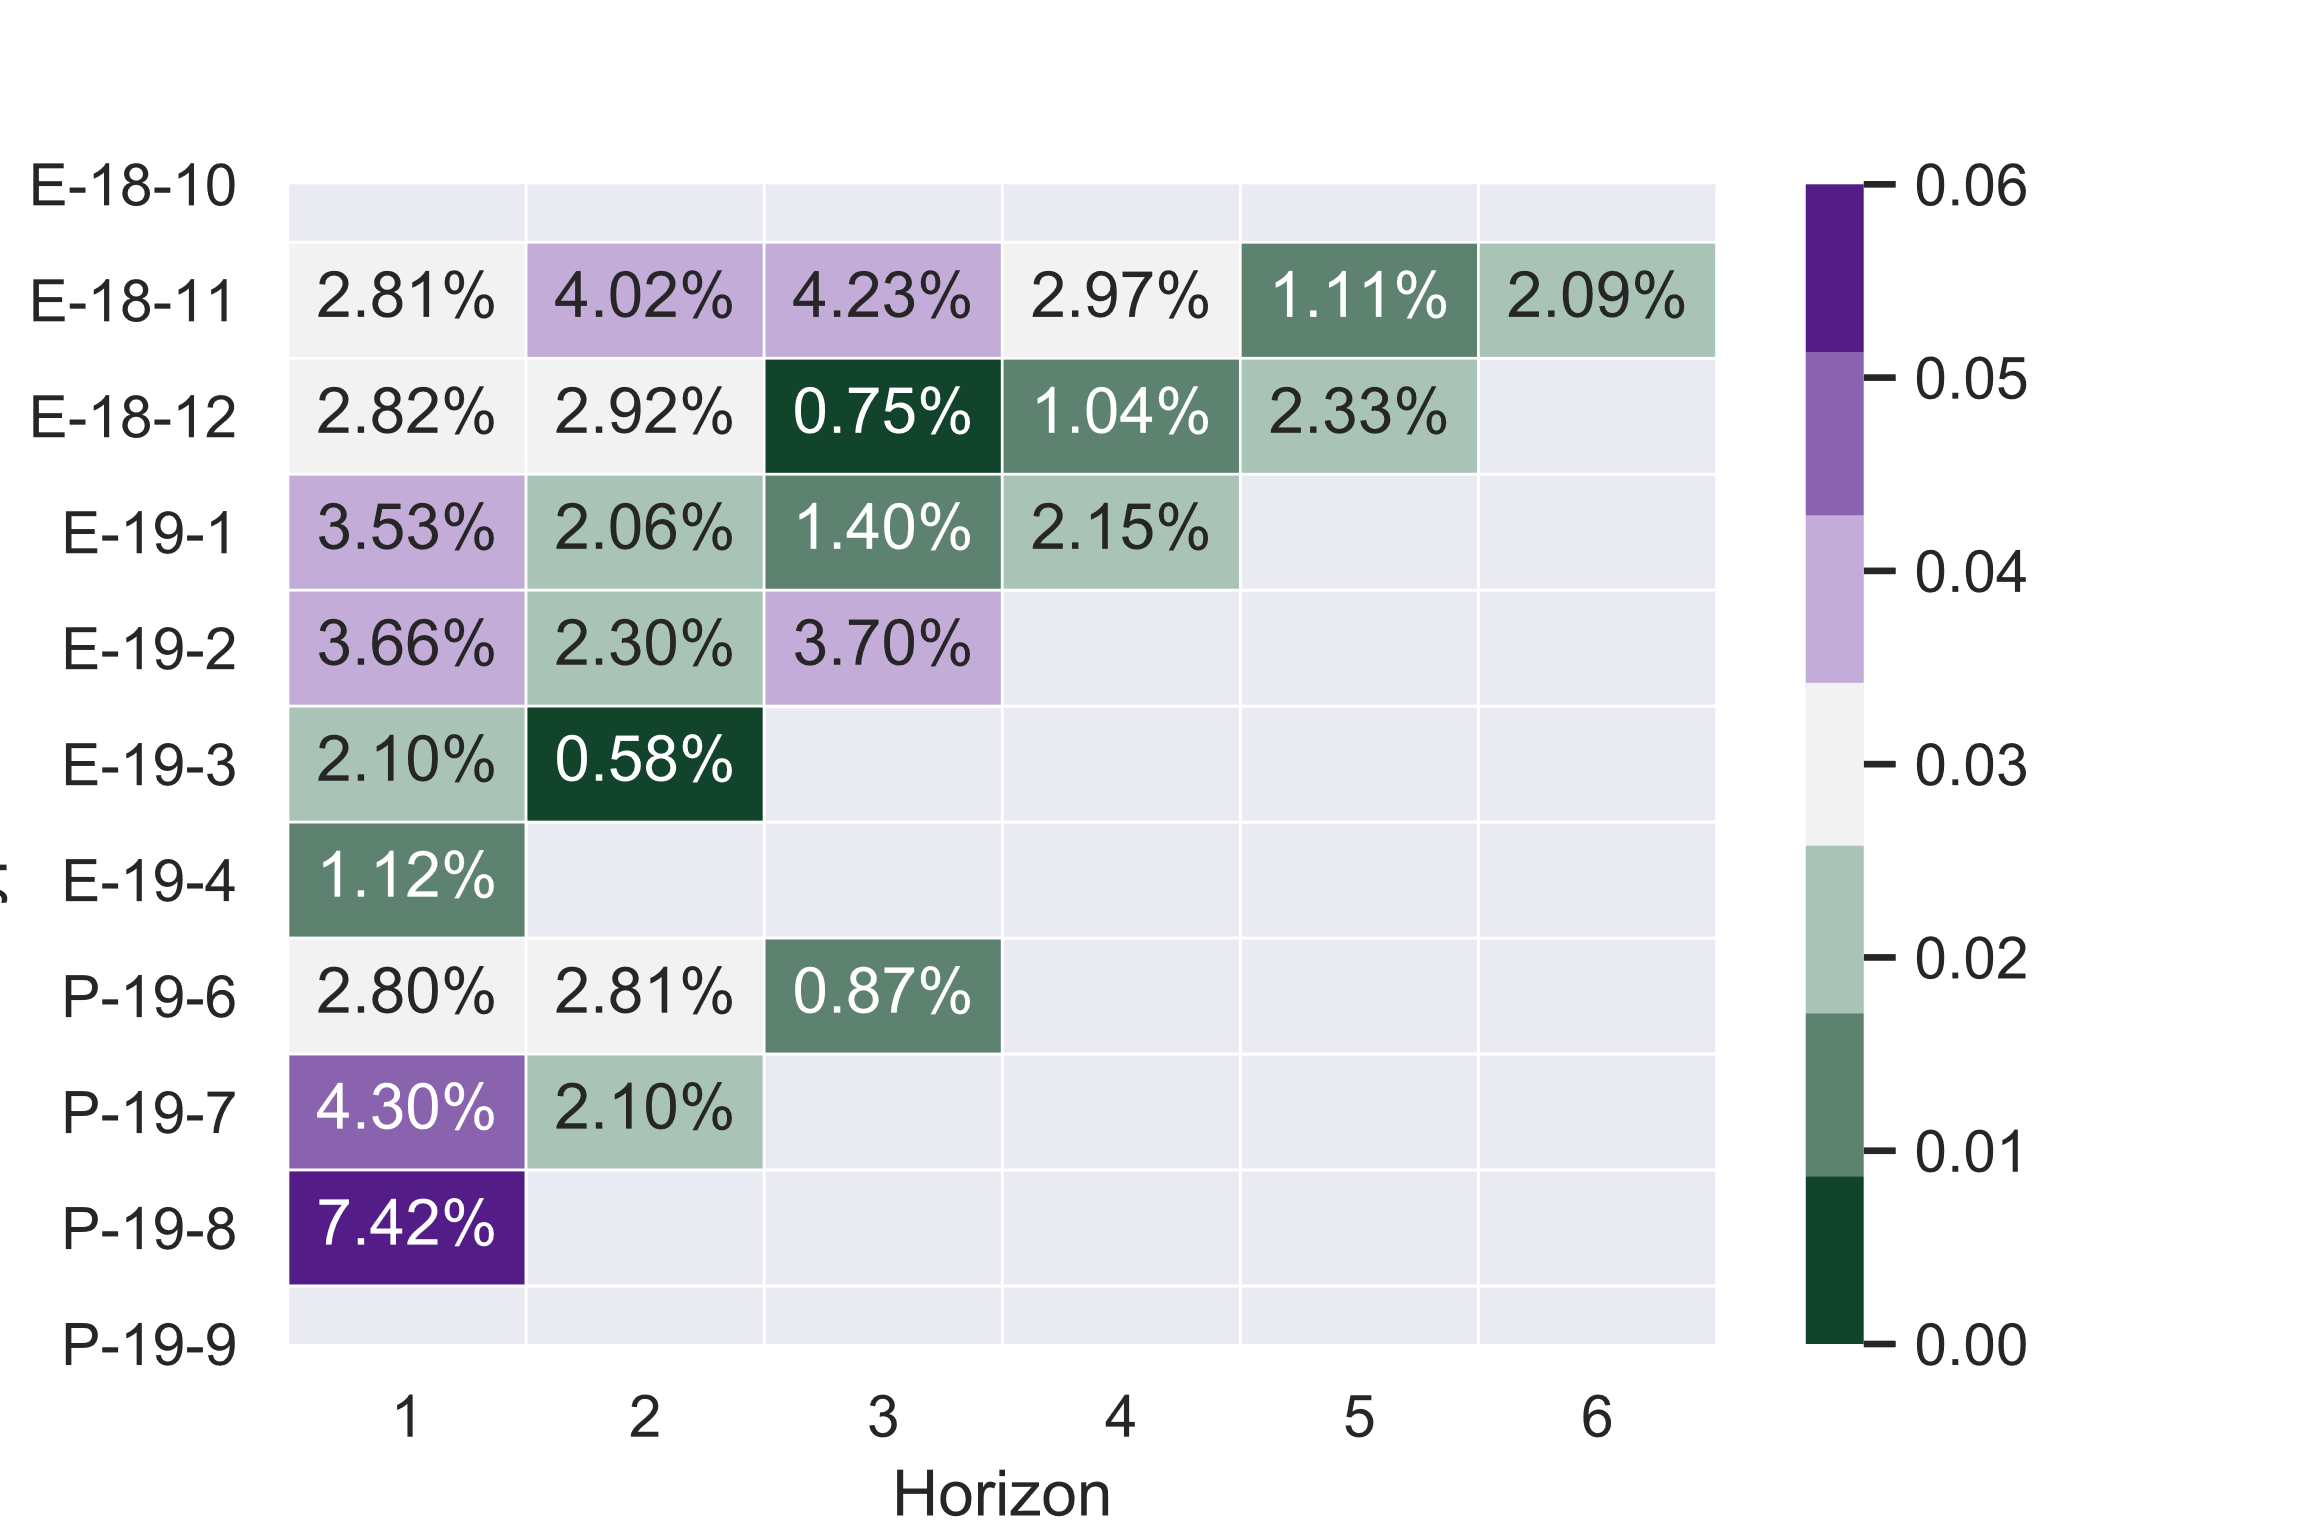 E-18-10 0.06
E-18-11 2.81% 4.02% 4.23% 2.97% 1.11% 2.09%
0.05
E-18-12 2.82% 2.92% 0.75% 1.04% 2.33%
E-19-1 3.53% 2.06% 1.40% 2.15%
0.04
E-19-2 3.66% 2.30% 3.70%
E-19-3 2.10% 0.58%
0.03
E-19-4 1.12%
0.02
P-19-6 2.80% 2.81% 0.87%
P-19-7 4.30% 2.10%
0.01
P-19-8 7.42%
P-19-9 0.00
1 2 3 4 5 6
Horizon